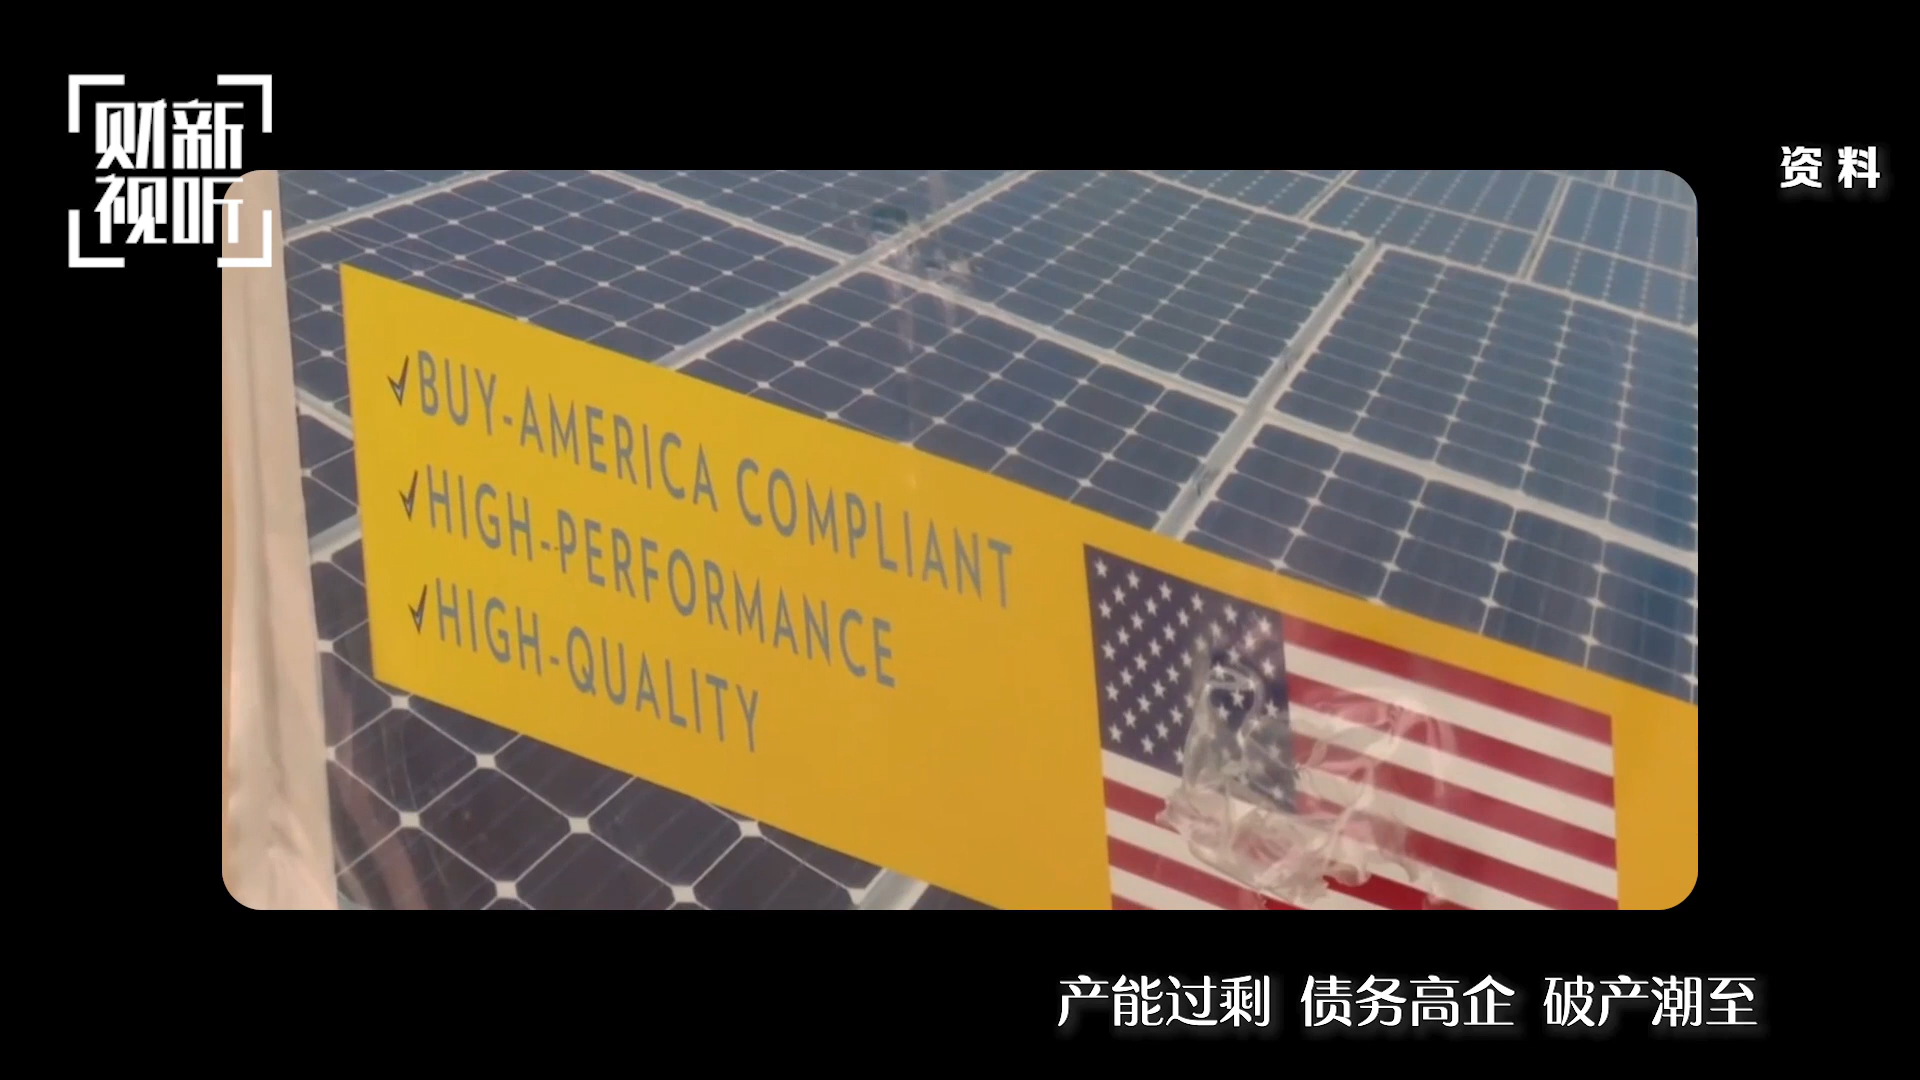 财新
视听
资料
BUY-AMERICA COMPLIANT
HIGH-PERFORMANCE
HIGH-QUALITY
产能过剩 债务高企 破产潮至